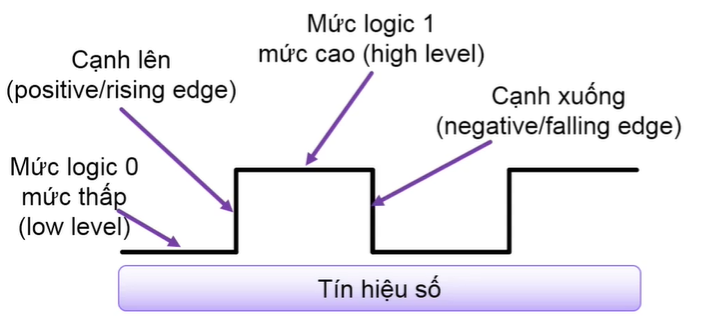 Mức logic 1
mức cao (high level)
Cạnh lên
(positive/rising edge)
Cạnh xuống
(negative/falling edge)
Mức logic 0
mức thấp
(low level)
Tín hiệu số